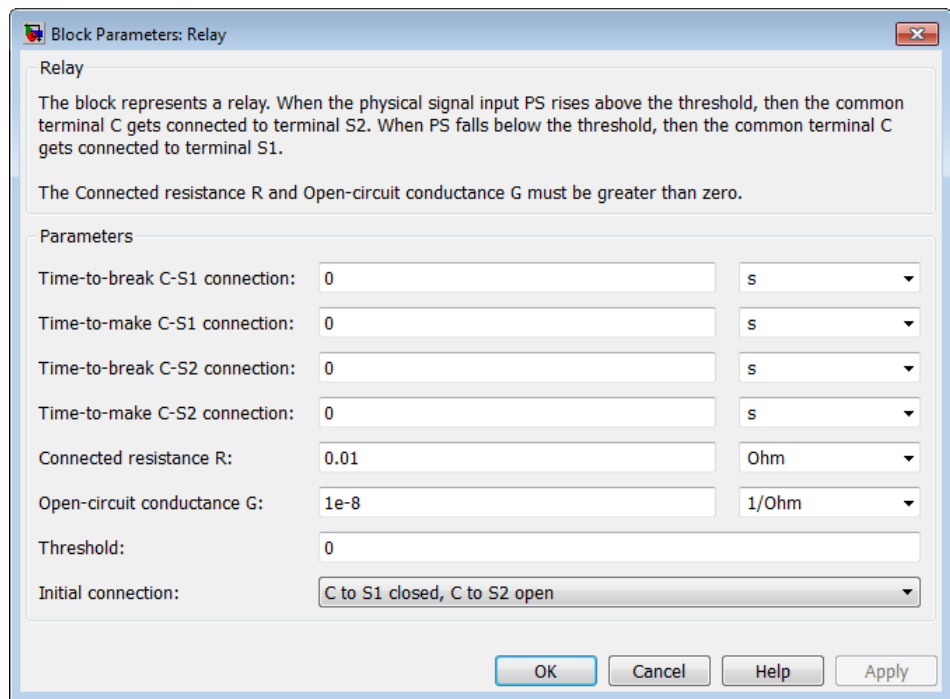 Block Parameters: Relay
Relay
The block represents a relay. When the physical signal input PS rises above the threshold, then the common
terminal C gets connected to terminal S2. When PS falls below the threshold, then the common terminal C
gets connected to terminal S1.
The Connected resistance R and Open-circuit conductance G must be greater than zero.
Parameters
Time-to-break C-S1 connection: 0 s
Time-to-make C-S1 connection: 0 s
Time-to-break C-S2 connection: 0 s
Time-to-make C-S2 connection: 0 s
Connected resistance R: 0.01 Ohm
Open-circuit conductance G: 1e-8 1/Ohm
Threshold: 0
Initial connection: C to S1 closed, C to S2 open
OK Cancel Help Apply